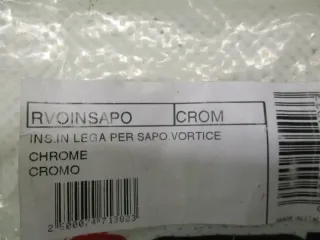 RVOINSAPO CROM
INS.IN LEGA PER SAPO.VORTICE
CHROME
CROMO